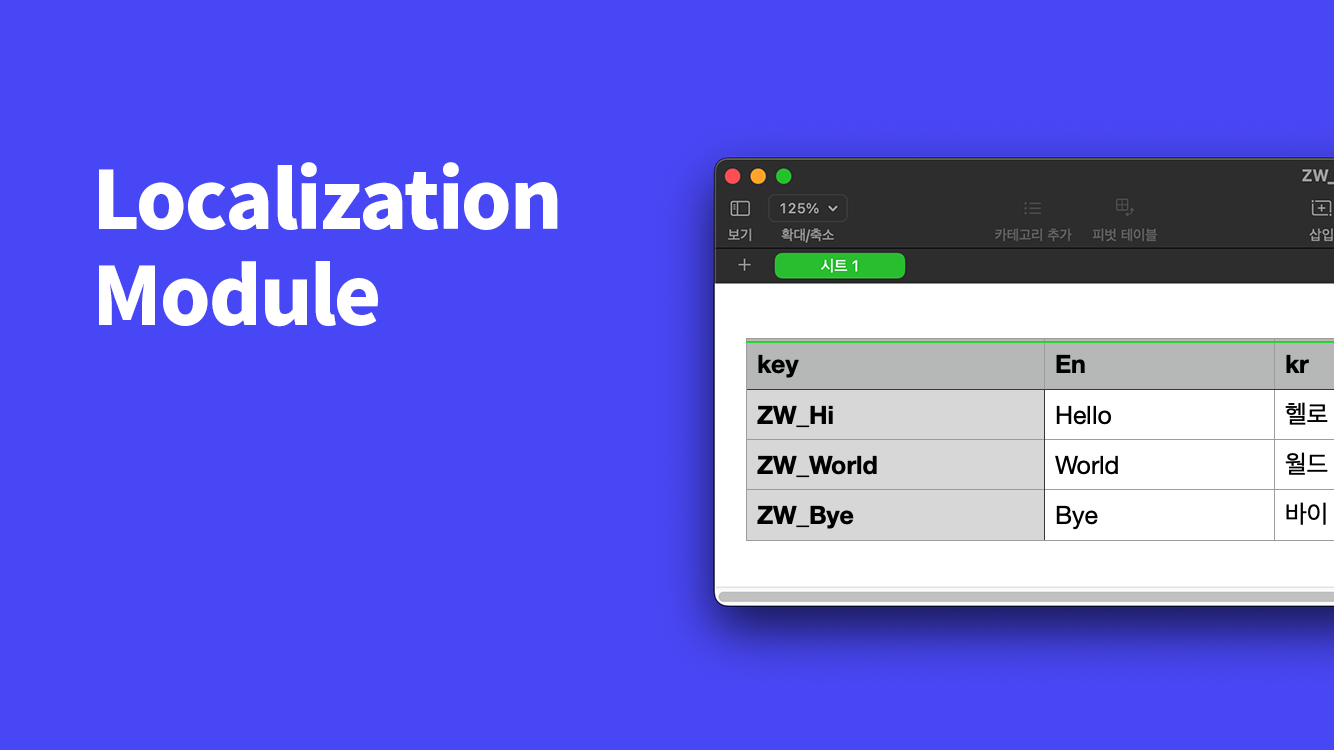 Localization
Module
ZW_
125%
보기 확대/축소 카테고리 추가 피벗 테이블 삽입
시트 1
key En kr
ZW_Hi Hello 헬로
ZW_World World 월드
ZW_Bye Bye 바이